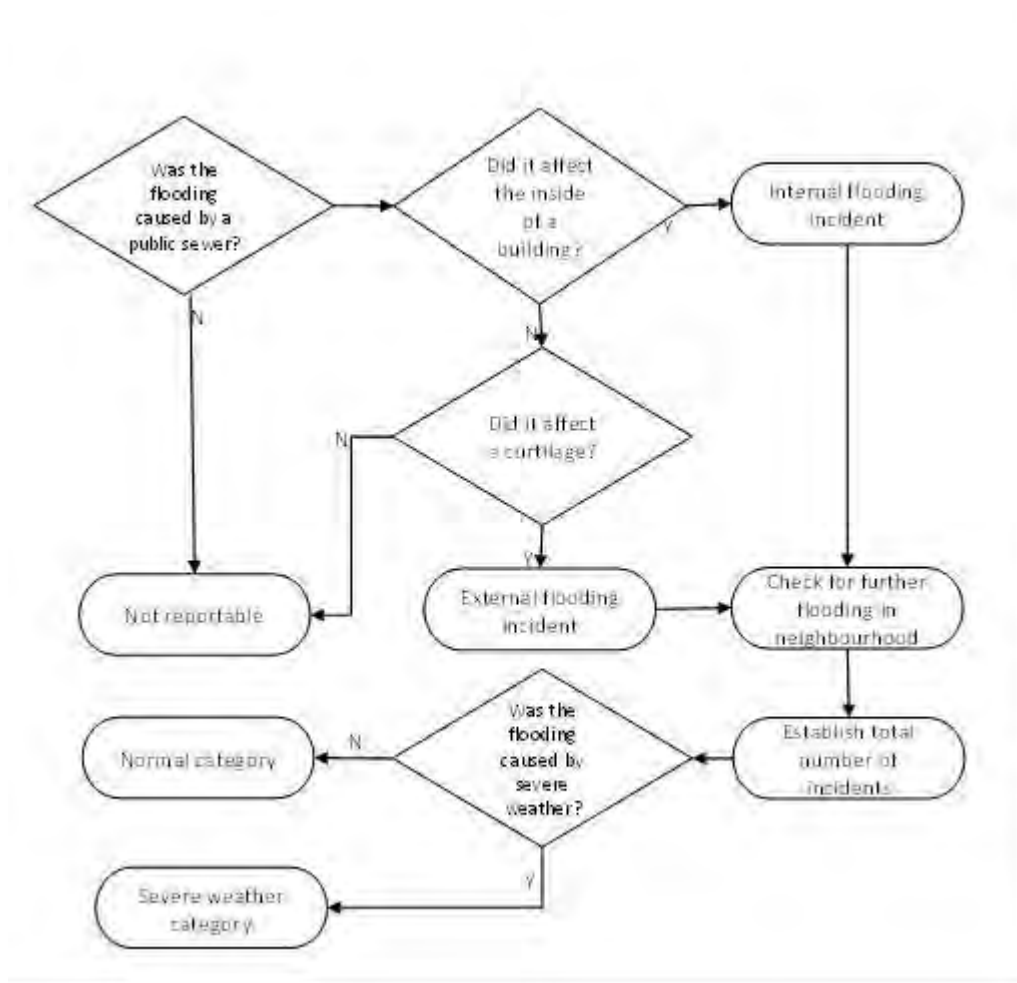 Was the
flooding
caused by a
public sewer?
N
Did it affect
the inside
of a
building?
Y
N
Internal flooding
incident
Did it affect
a curtilage?
N
Y
Not reportable
External flooding
incident
Check for further
flooding in
neighbourhood
Establish total
number of
incidents
Was the
flooding
caused by
severe
weather?
N
Y
Normal category
Severe weather
category